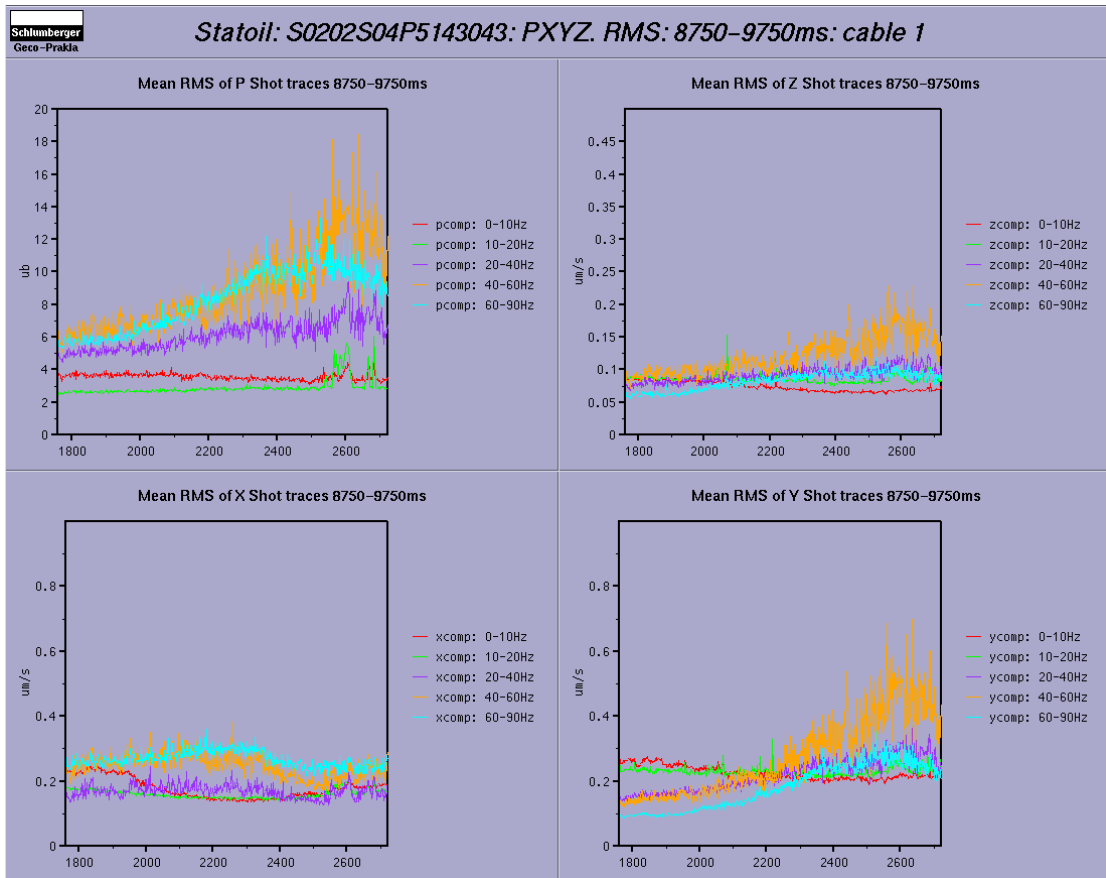 Schlumberger
Geco-Prakla
Statoil: S0202S04P5143043: PXYZ. RMS: 8750-9750ms: cable 1
Mean RMS of P Shot traces 8750-9750ms
20
18
16
14
12
10
8
6
4
2
0
ub
1800 2000 2200 2400 2600
pcomp: 0-10Hz
pcomp: 10-20Hz
pcomp: 20-40Hz
pcomp: 40-60Hz
pcomp: 60-90Hz
Mean RMS of Z Shot traces 8750-9750ms
0.45
0.4
0.35
0.3
0.25
0.2
0.15
0.1
0.05
0
um/s
1800 2000 2200 2400 2600
zcomp: 0-10Hz
zcomp: 10-20Hz
zcomp: 20-40Hz
zcomp: 40-60Hz
zcomp: 60-90Hz
Mean RMS of X Shot traces 8750-9750ms
0.8
0.6
0.4
0.2
0
um/s
1800 2000 2200 2400 2600
xcomp: 0-10Hz
xcomp: 10-20Hz
xcomp: 20-40Hz
xcomp: 40-60Hz
xcomp: 60-90Hz
Mean RMS of Y Shot traces 8750-9750ms
0.8
0.6
0.4
0.2
0
um/s
1800 2000 2200 2400 2600
ycomp: 0-10Hz
ycomp: 10-20Hz
ycomp: 20-40Hz
ycomp: 40-60Hz
ycomp: 60-90Hz